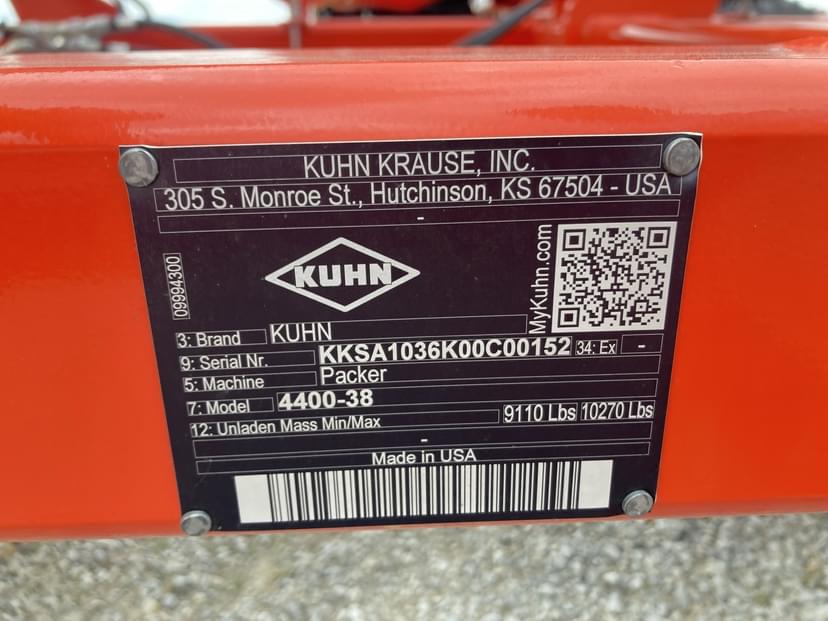 KUHN KRAUSE, INC.
305 S. Monroe St., Hutchinson, KS 67504 - USA
-
09994300
KUHN
MyKuhn.com
3: Brand KUHN
9: Serial Nr. KKSA1036K00C00152 34: Ex -
5: Machine Packer
7: Model 4400-38
12: Unladen Mass Min/Max 9110 Lbs 10270 Lbs
-
Made in USA